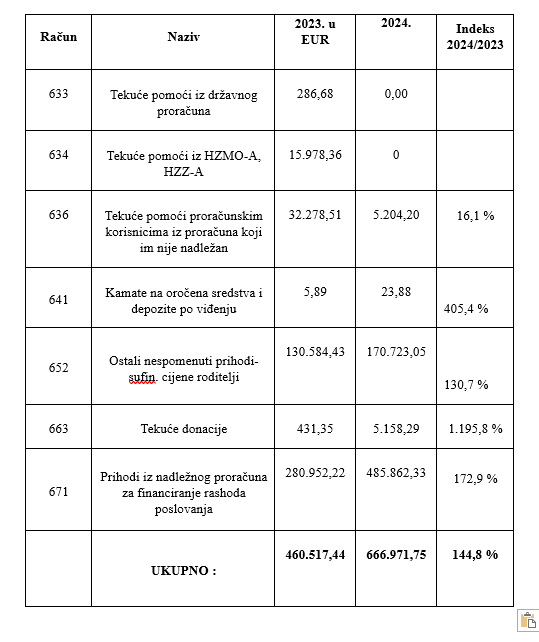 Račun Naziv 2023. u EUR 2024. Indeks 2024/2023
633 Tekuće pomoći iz državnog proračuna 286,68 0,00
634 Tekuće pomoći iz HZMO-A, HZZ-A 15.978,36 0
636 Tekuće pomoći proračunskim korisnicima iz proračuna koji im nije nadležan 32.278,51 5.204,20 16,1 %
641 Kamate na oročena sredstva i depozite po viđenju 5,89 23,88 405,4 %
652 Ostali nespomenuti prihodi-sufin. cijene roditelji 130.584,43 170.723,05 130,7 %
663 Tekuće donacije 431,35 5.158,29 1.195,8 %
671 Prihodi iz nadležnog proračuna za financiranje rashoda poslovanja 280.952,22 485.862,33 172,9 %
UKUPNO : 460.517,44 666.971,75 144,8 %